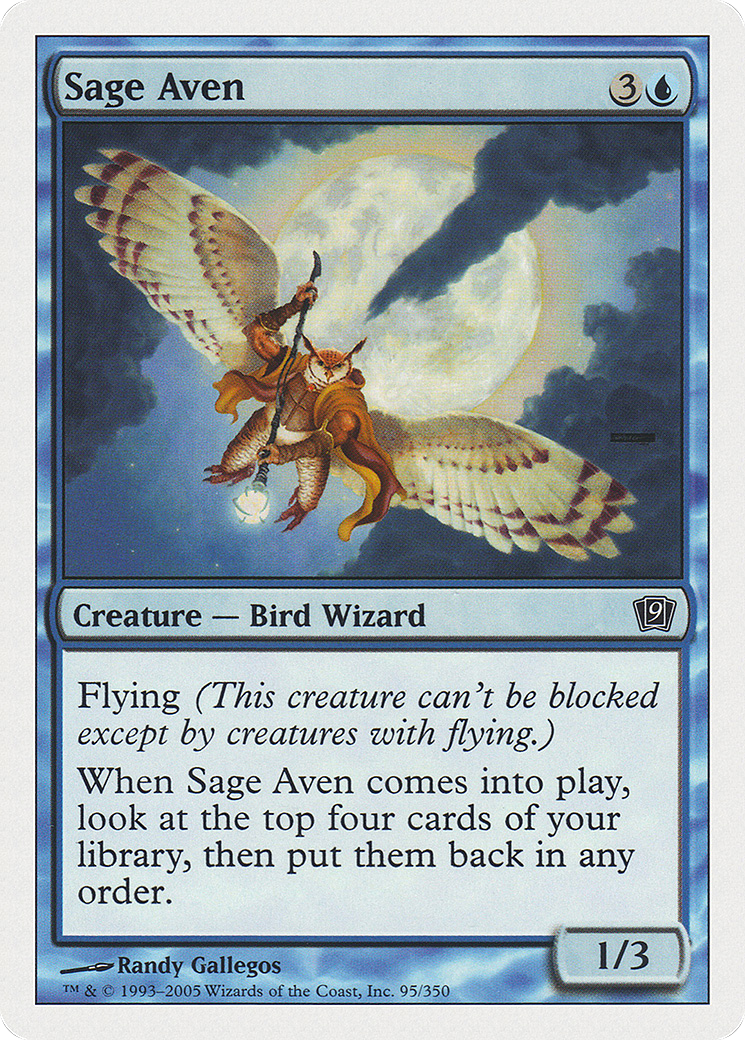 Sage Aven 3
Creature — Bird Wizard 9
Flying (This creature can't be blocked
except by creatures with flying.)
When Sage Aven comes into play,
look at the top four cards of your
library, then put them back in any
order.
1/3
Randy Gallegos
™ & © 1993–2005 Wizards of the Coast, Inc. 95/350